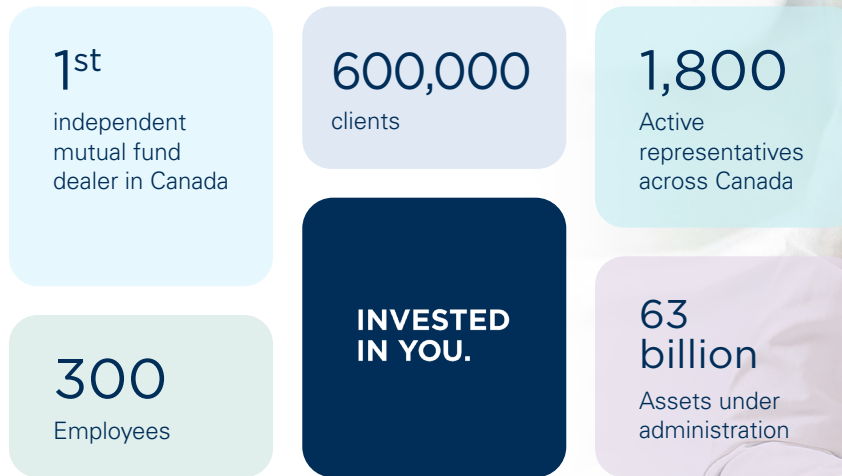 1st
independent
mutual fund
dealer in Canada
600,000
clients
1,800
Active
representatives
across Canada
300
Employees
INVESTED
IN YOU.
63
billion
Assets under
administration